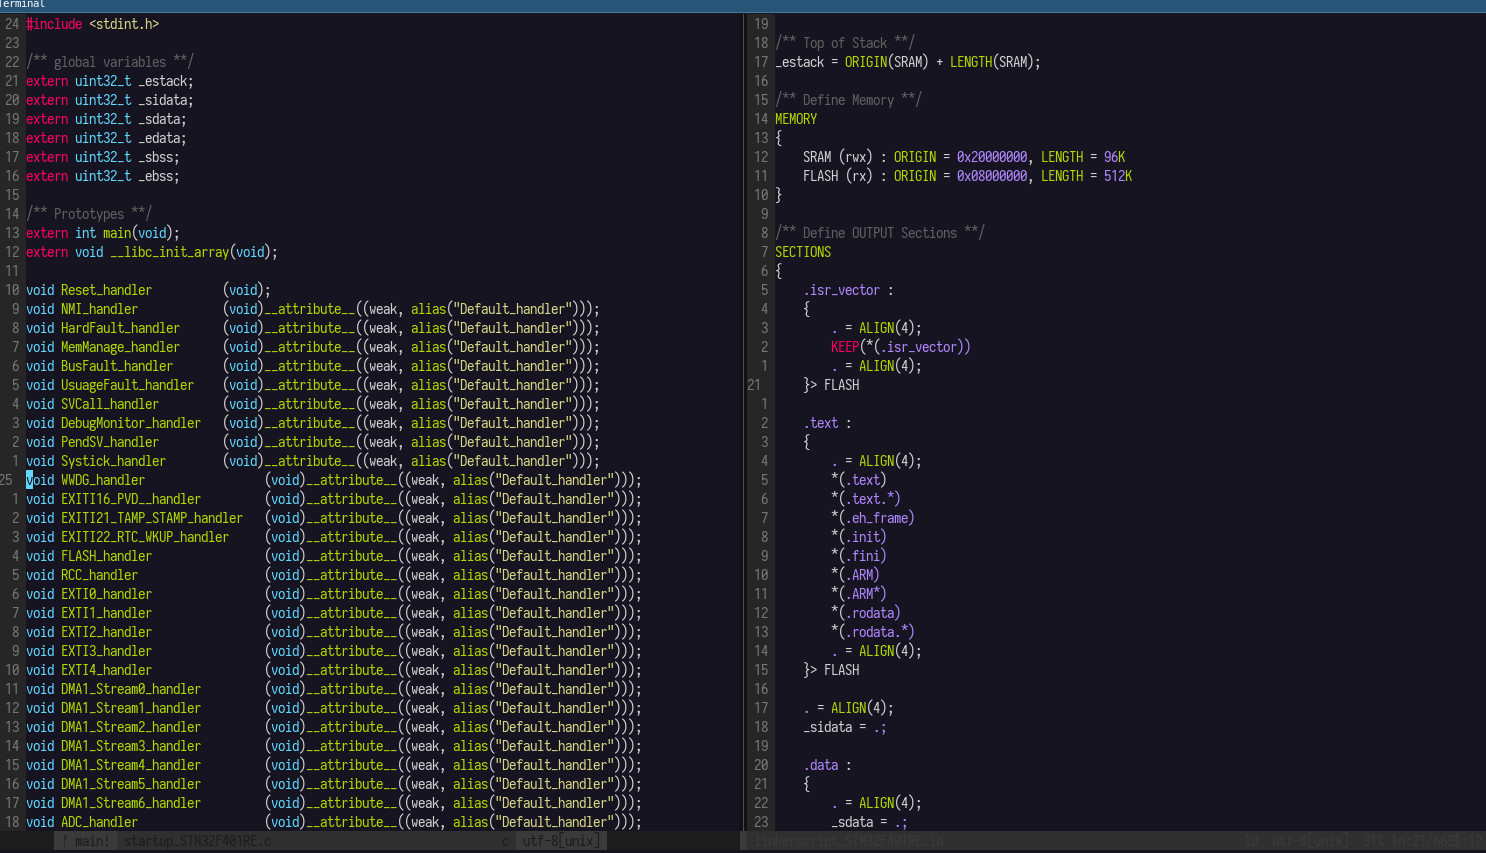 Terminal
24 #include <stdint.h>
23
22 /** global variables **/
21 extern uint32_t _estack;
20 extern uint32_t _sidata;
19 extern uint32_t _sdata;
18 extern uint32_t _edata;
17 extern uint32_t _sbss;
16 extern uint32_t _ebss;
15
14 /** Prototypes **/
13 extern int main(void);
12 extern void __libc_init_array(void);
11
10 void Reset_handler (void);
9 void NMI_handler (void)__attribute__((weak, alias("Default_handler")));
8 void HardFault_handler (void)__attribute__((weak, alias("Default_handler")));
7 void MemManage_handler (void)__attribute__((weak, alias("Default_handler")));
6 void BusFault_handler (void)__attribute__((weak, alias("Default_handler")));
5 void UsuageFault_handler (void)__attribute__((weak, alias("Default_handler")));
4 void SVCall_handler (void)__attribute__((weak, alias("Default_handler")));
3 void DebugMonitor_handler (void)__attribute__((weak, alias("Default_handler")));
2 void PendSV_handler (void)__attribute__((weak, alias("Default_handler")));
1 void Systick_handler (void)__attribute__((weak, alias("Default_handler")));
25 void WWDG_handler (void)__attribute__((weak, alias("Default_handler")));
1 void EXITI16_PVD__handler (void)__attribute__((weak, alias("Default_handler")));
2 void EXITI21_TAMP_STAMP_handler (void)__attribute__((weak, alias("Default_handler")));
3 void EXITI22_RTC_WKUP_handler (void)__attribute__((weak, alias("Default_handler")));
4 void FLASH_handler (void)__attribute__((weak, alias("Default_handler")));
5 void RCC_handler (void)__attribute__((weak, alias("Default_handler")));
6 void EXTI0_handler (void)__attribute__((weak, alias("Default_handler")));
7 void EXTI1_handler (void)__attribute__((weak, alias("Default_handler")));
8 void EXTI2_handler (void)__attribute__((weak, alias("Default_handler")));
9 void EXTI3_handler (void)__attribute__((weak, alias("Default_handler")));
10 void EXTI4_handler (void)__attribute__((weak, alias("Default_handler")));
11 void DMA1_Stream0_handler (void)__attribute__((weak, alias("Default_handler")));
12 void DMA1_Stream1_handler (void)__attribute__((weak, alias("Default_handler")));
13 void DMA1_Stream2_handler (void)__attribute__((weak, alias("Default_handler")));
14 void DMA1_Stream3_handler (void)__attribute__((weak, alias("Default_handler")));
15 void DMA1_Stream4_handler (void)__attribute__((weak, alias("Default_handler")));
16 void DMA1_Stream5_handler (void)__attribute__((weak, alias("Default_handler")));
17 void DMA1_Stream6_handler (void)__attribute__((weak, alias("Default_handler")));
18 void ADC_handler (void)__attribute__((weak, alias("Default_handler")));
main! startup_STM32F401RE.c c utf-8[unix]
19
18 /** Top of Stack **/
17 _estack = ORIGIN(SRAM) + LENGTH(SRAM);
16
15 /** Define Memory **/
14 MEMORY
13 {
12 SRAM (rwx) : ORIGIN = 0x20000000, LENGTH = 96K
11 FLASH (rx) : ORIGIN = 0x08000000, LENGTH = 512K
10 }
9
8 /** Define OUTPUT Sections **/
7 SECTIONS
6 {
5 .isr_vector :
4 {
3 . = ALIGN(4);
2 KEEP(*(.isr_vector))
1 . = ALIGN(4);
21 }> FLASH
1
2 .text :
3 {
4 . = ALIGN(4);
5 *(.text)
6 *(.text.*)
7 *(.eh_frame)
8 *(.init)
9 *(.fini)
10 *(.ARM)
11 *(.ARM*)
12 *(.rodata)
13 *(.rodata.*)
14 . = ALIGN(4);
15 }> FLASH
16
17 . = ALIGN(4);
18 _sidata = .;
19
20 .data :
21 {
22 . = ALIGN(4);
23 _sdata = .;
linkerscript_STM32F401RE.ld ld utf-8[unix] 31%